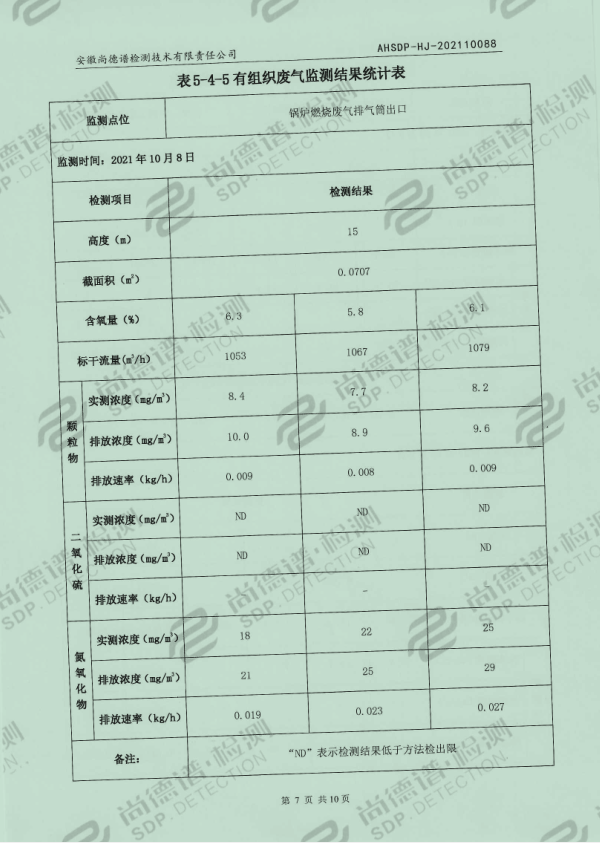 安徽尚德谱检测技术有限责任公司 AHSDP-HJ-202110088
表5-4-5 有组织废气监测结果统计表
监测点位 锅炉燃烧废气排气筒出口
监测时间：2021 年 10 月 8 日
检测项目 检测结果
高度（m） 15
截面积（m²） 0.0707
含氧量（%） 6.3 5.8 6.1
标干流量(m³/h) 1053 1067 1079
颗粒物
实测浓度（mg/m³） 8.4 7.7 8.2
排放浓度（mg/m³） 10.0 8.9 9.6
排放速率（kg/h） 0.009 0.008 0.009
二氧化硫
实测浓度（mg/m³） ND ND ND
排放浓度（mg/m³） ND ND ND
排放速率（kg/h） - -
氮氧化物
实测浓度（mg/m³） 18 22 25
排放浓度（mg/m³） 21 25 29
排放速率（kg/h） 0.019 0.023 0.027
备注： “ND”表示检测结果低于方法检出限
第 7 页 共 10 页
尚德谱·检测
SDP.DETECTION